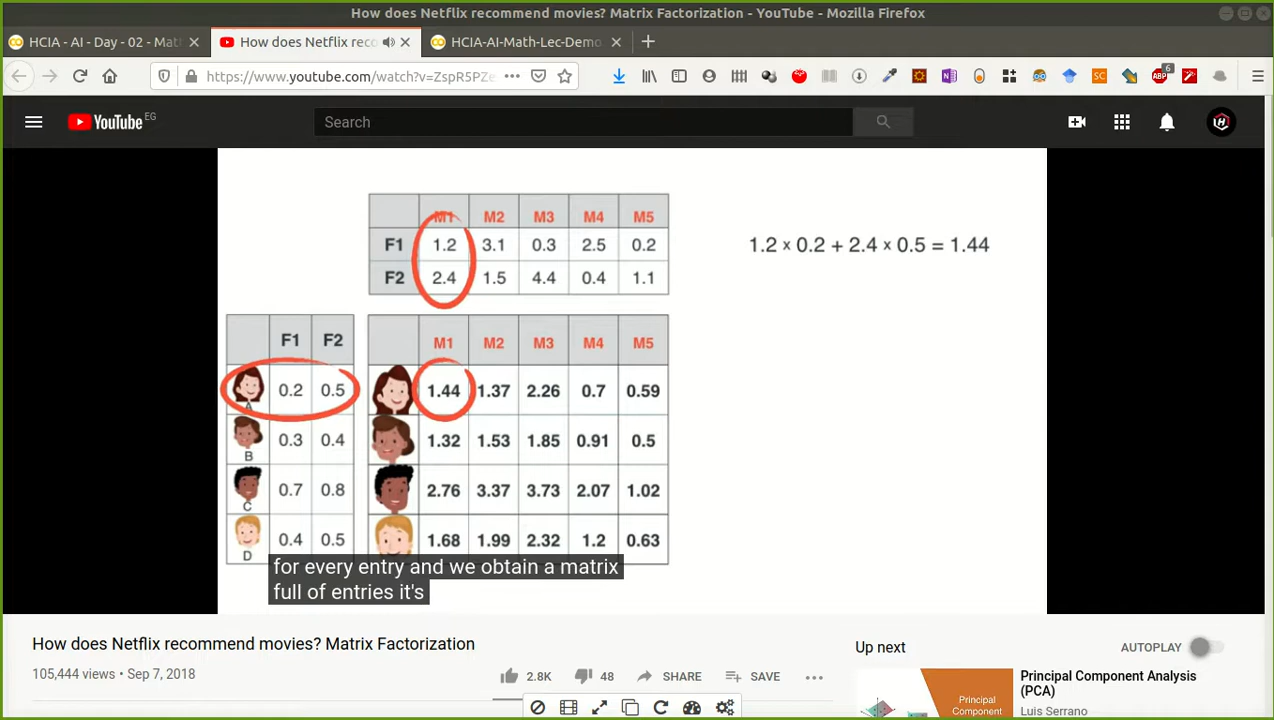 How does Netflix recommend movies? Matrix Factorization - YouTube - Mozilla Firefox
HCIA - AI - Day - 02 - Mat
How does Netflix reco
HCIA-AI-Math-Lec-Demo
https://www.youtube.com/watch?v=ZspR5PZe
ABP
6
SC
YouTube EG
Search
M1 M2 M3 M4 M5
F1 1.2 3.1 0.3 2.5 0.2
F2 2.4 1.5 4.4 0.4 1.1
1.2 × 0.2 + 2.4 × 0.5 = 1.44
F1 F2
A 0.2 0.5
B 0.3 0.4
C 0.7 0.8
D 0.4 0.5
M1 M2 M3 M4 M5
1.44 1.37 2.26 0.7 0.59
1.32 1.53 1.85 0.91 0.5
2.76 3.37 3.73 2.07 1.02
1.68 1.99 2.32 1.2 0.63
for every entry and we obtain a matrix
full of entries it's
How does Netflix recommend movies? Matrix Factorization
105,444 views • Sep 7, 2018
2.8K 48 SHARE SAVE
Up next
AUTOPLAY
Principal
Component
Principal Component Analysis
(PCA)
Luis Serrano